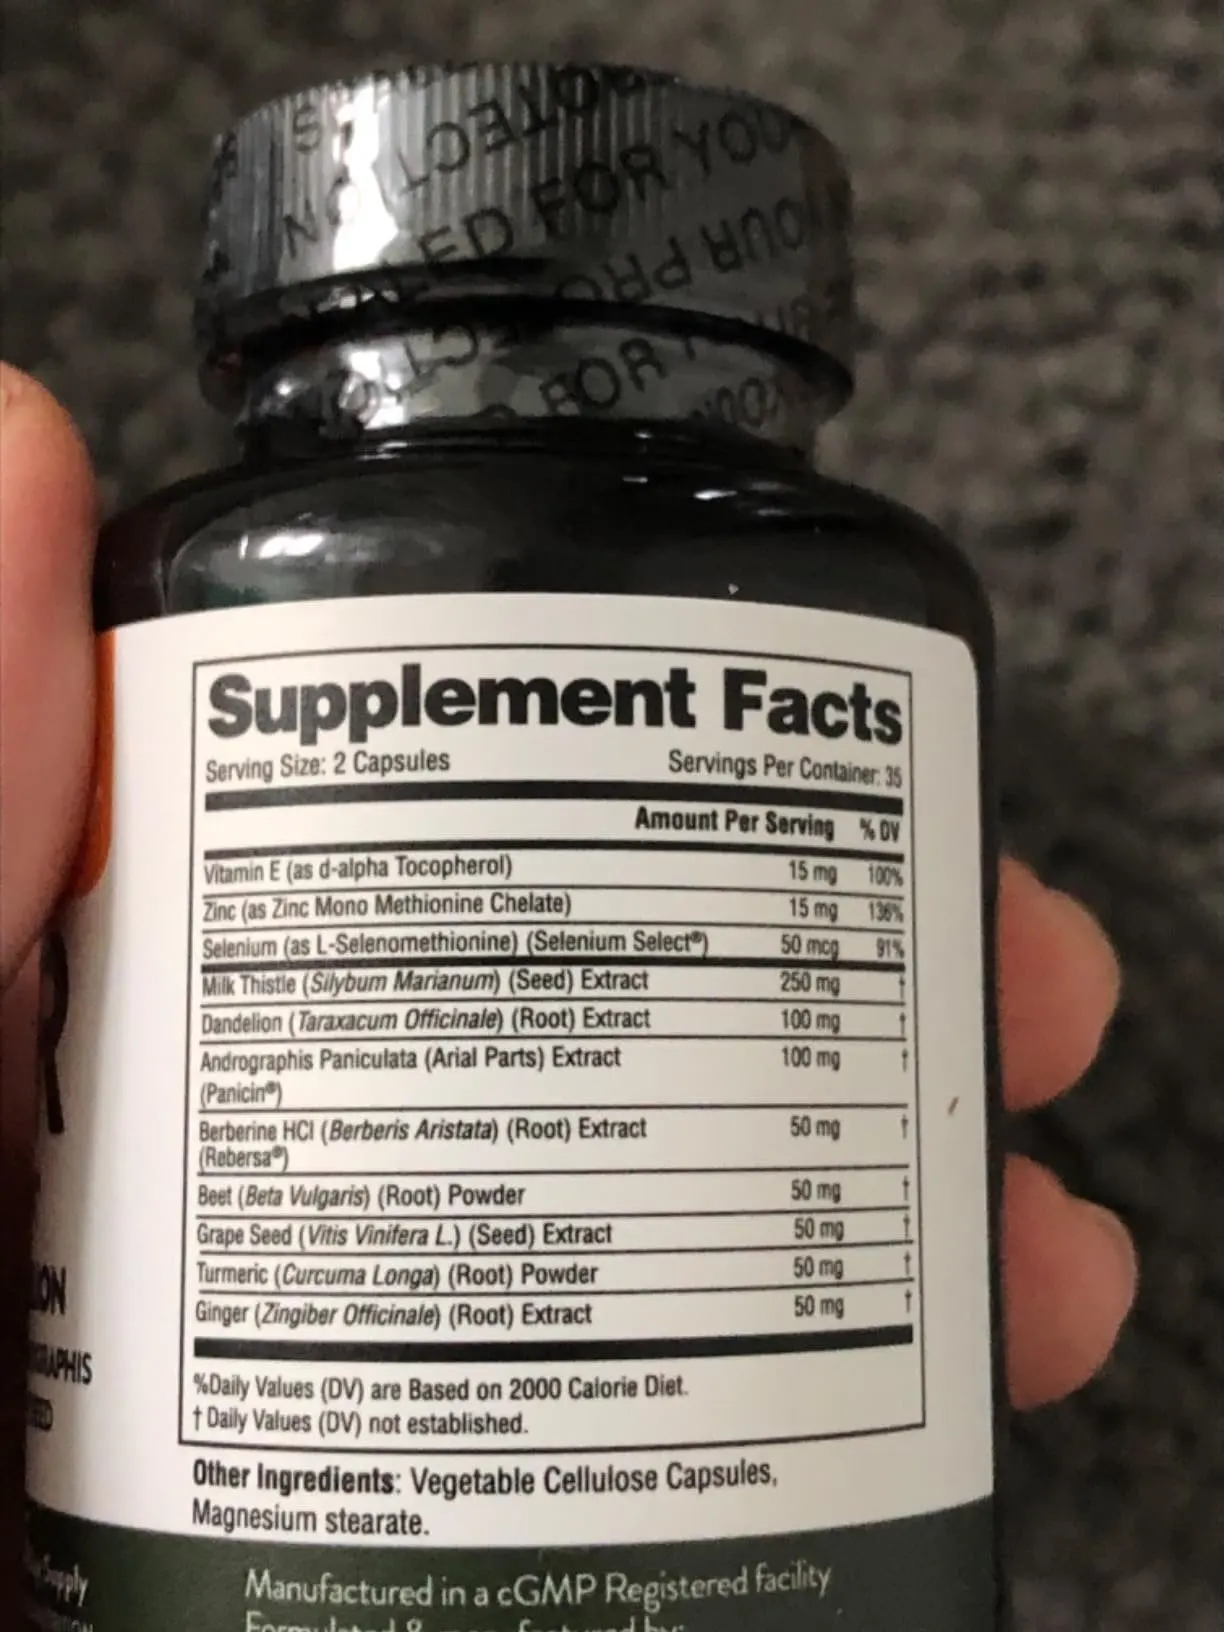 SEALED FOR YOUR
YOUR PROTECTION
FOR YOUR
Supplement Facts
Serving Size: 2 Capsules Servings Per Container: 35
Amount Per Serving % DV
Vitamin E (as d-alpha Tocopherol) 15 mg 100%
Zinc (as Zinc Mono Methionine Chelate) 15 mg 136%
Selenium (as L-Selenomethionine) (Selenium Select®) 50 mcg 91%
Milk Thistle (Silybum Marianum) (Seed) Extract 250 mg †
Dandelion (Taraxacum Officinale) (Root) Extract 100 mg †
Andrographis Paniculata (Arial Parts) Extract 100 mg †
(Panicin®)
Berberine HCI (Berberis Aristata) (Root) Extract 50 mg †
(Rebersa®)
Beet (Beta Vulgaris) (Root) Powder 50 mg †
Grape Seed (Vitis Vinifera L.) (Seed) Extract 50 mg †
Turmeric (Curcuma Longa) (Root) Powder 50 mg †
Ginger (Zingiber Officinale) (Root) Extract 50 mg †
%Daily Values (DV) are Based on 2000 Calorie Diet.
† Daily Values (DV) not established.
Other Ingredients: Vegetable Cellulose Capsules,
Magnesium stearate.
Supply
Manufactured in a cGMP Registered facility